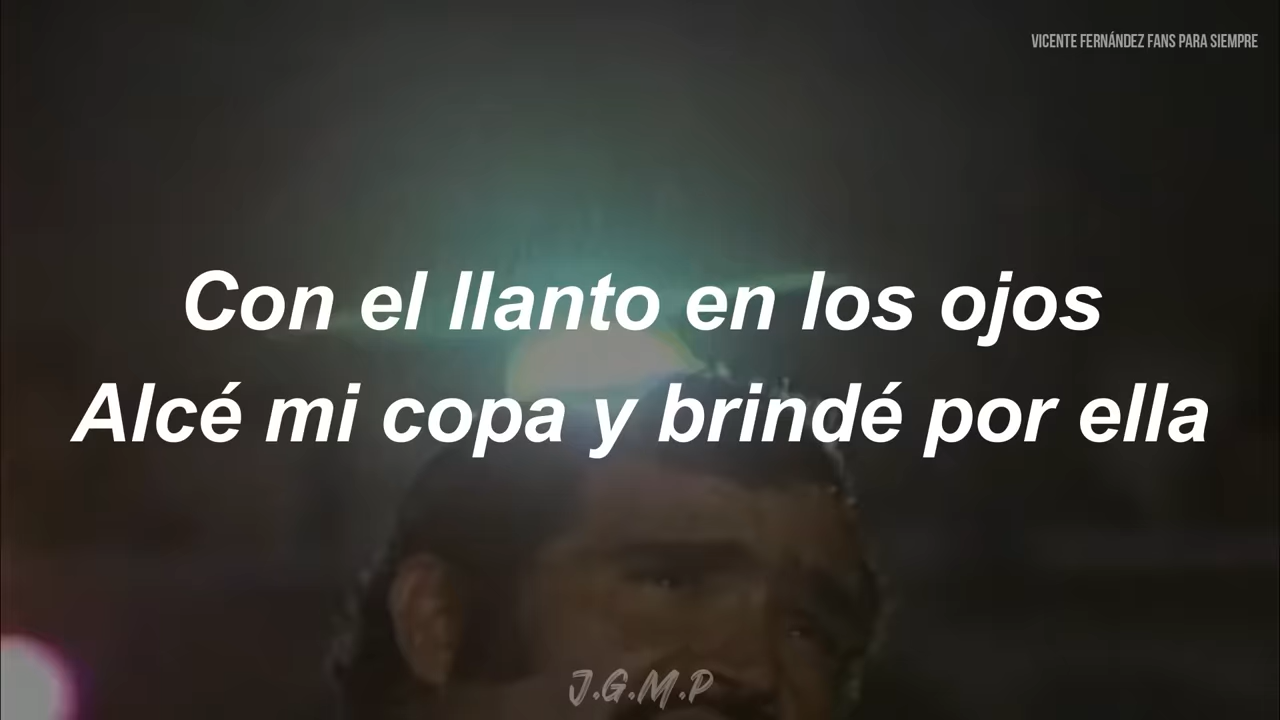 VICENTE FERNÁNDEZ FANS PARA SIEMPRE
Con el llanto en los ojos
Alcé mi copa y brindé por ella
J.G.M.P